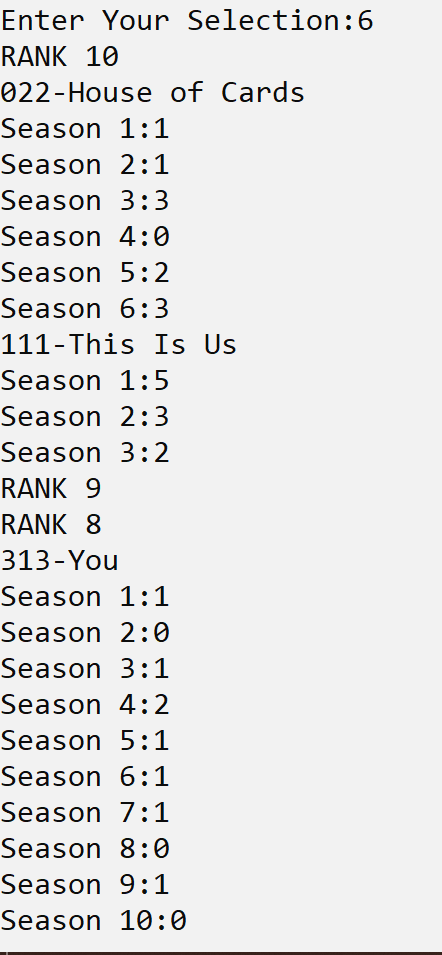 Enter Your Selection:6
RANK 10
022-House of Cards
Season 1:1
Season 2:1
Season 3:3
Season 4:0
Season 5:2
Season 6:3
111-This Is Us
Season 1:5
Season 2:3
Season 3:2
RANK 9
RANK 8
313-You
Season 1:1
Season 2:0
Season 3:1
Season 4:2
Season 5:1
Season 6:1
Season 7:1
Season 8:0
Season 9:1
Season 10:0